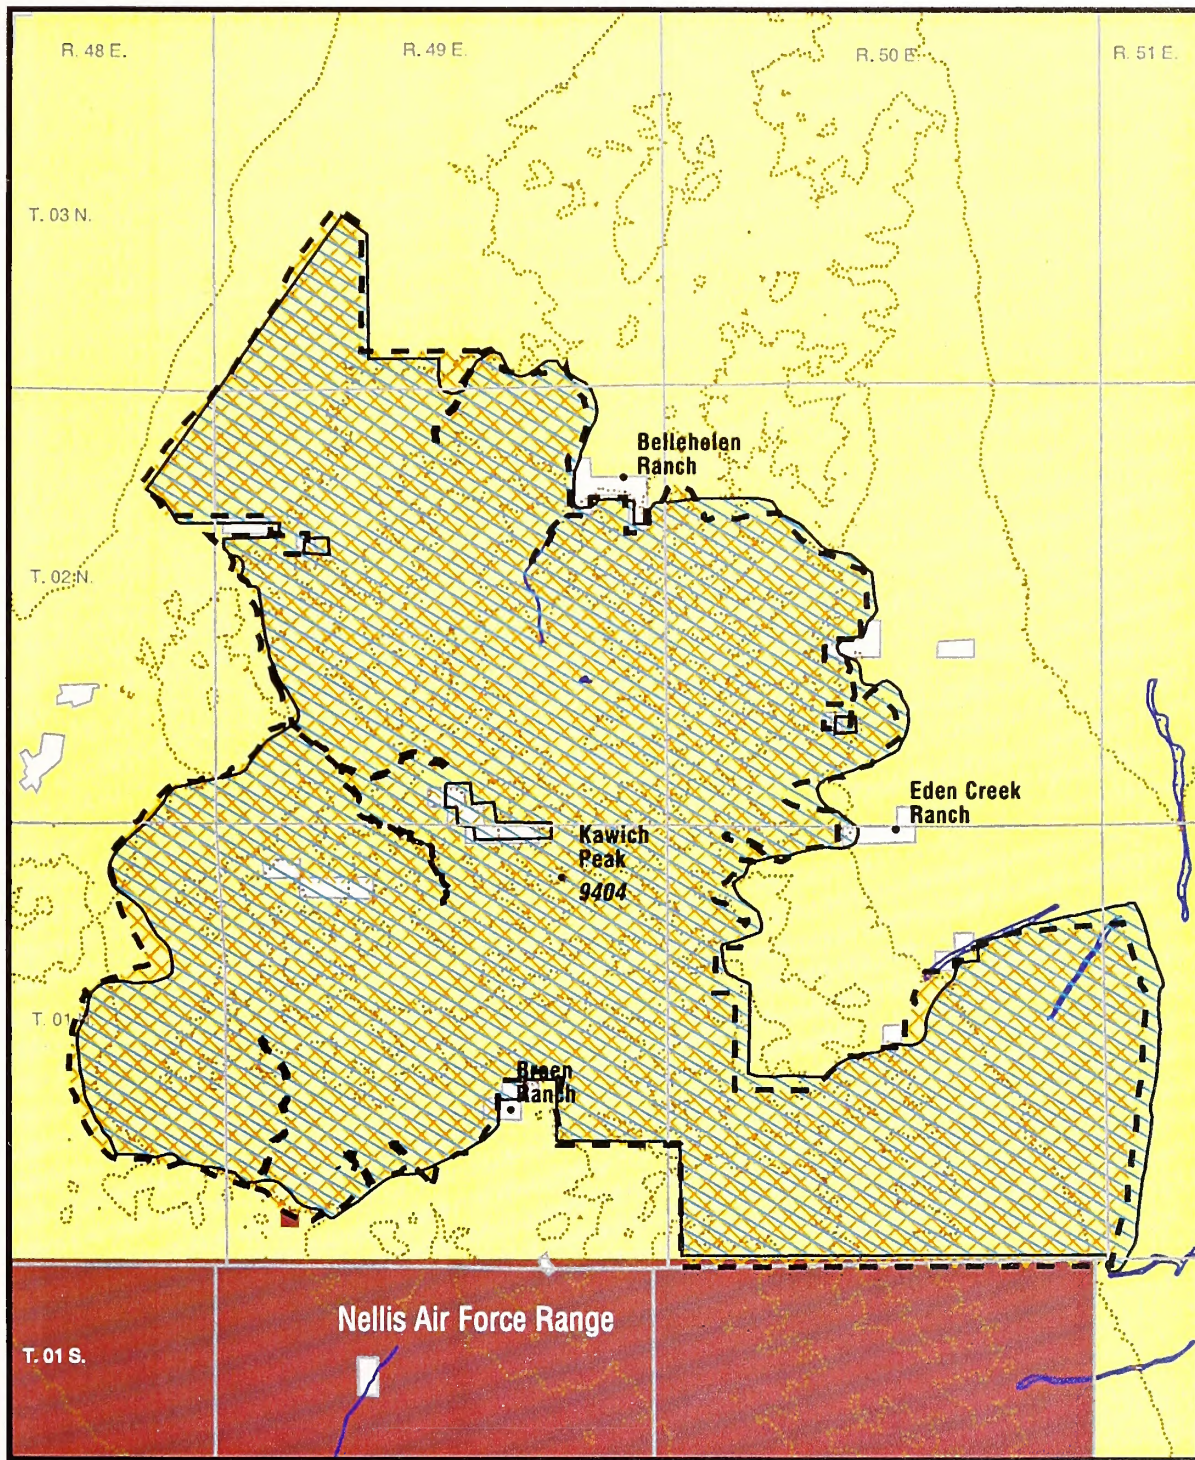 R. 48 E.
R. 49 E.
R. 50 E.
R. 51 E.
T. 03 N.
Bellehelen
Ranch
T. 02 N.
Eden Creek
Ranch
Kawich
Peak
9404
T. 01 N.
Breen
Ranch
Nellis Air Force Range
T. 01 S.